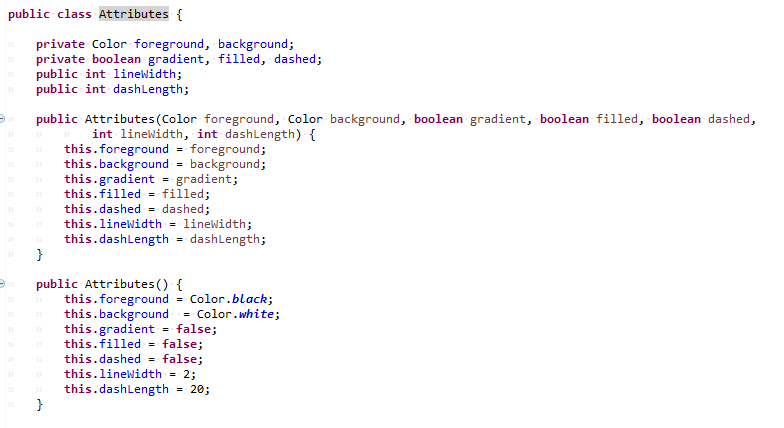 public class Attributes {
private Color foreground, background;
private boolean gradient, filled, dashed;
public int lineWidth;
public int dashLength;
public Attributes(Color foreground, Color background, boolean gradient, boolean filled, boolean dashed,
int lineWidth, int dashLength) {
this.foreground = foreground;
this.background = background;
this.gradient = gradient;
this.filled = filled;
this.dashed = dashed;
this.lineWidth = lineWidth;
this.dashLength = dashLength;
}
public Attributes() {
this.foreground = Color.black;
this.background  = Color.white;
this.gradient = false;
this.filled = false;
this.dashed = false;
this.lineWidth = 2;
this.dashLength = 20;
}